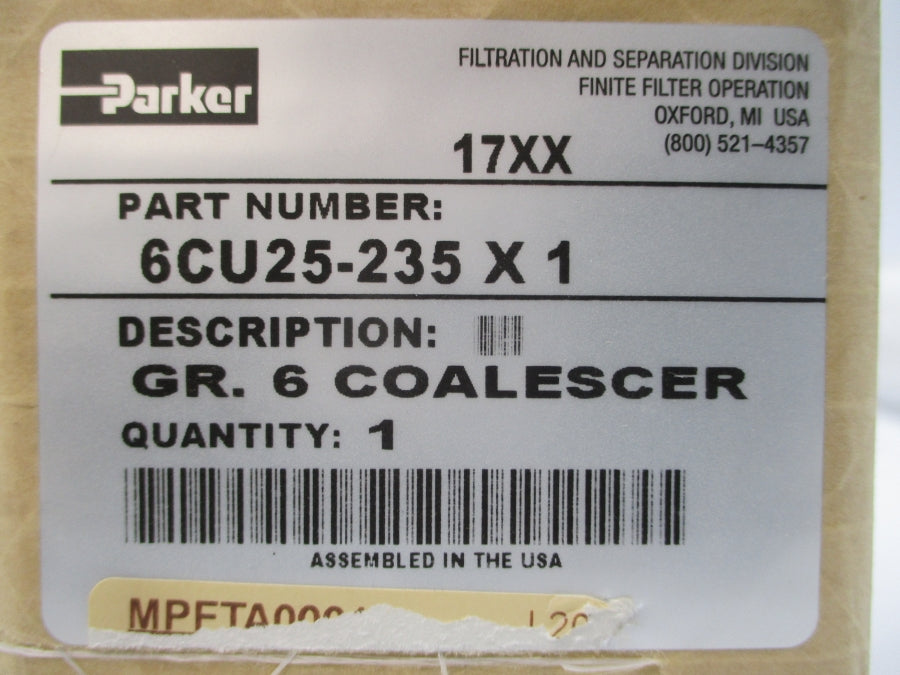 Parker
FILTRATION AND SEPARATION DIVISION
FINITE FILTER OPERATION
OXFORD, MI USA
(800) 521-4357
17XX
PART NUMBER:
6CU25-235 X 1
DESCRIPTION:
GR. 6 COALESCER
QUANTITY: 1
ASSEMBLED IN THE USA